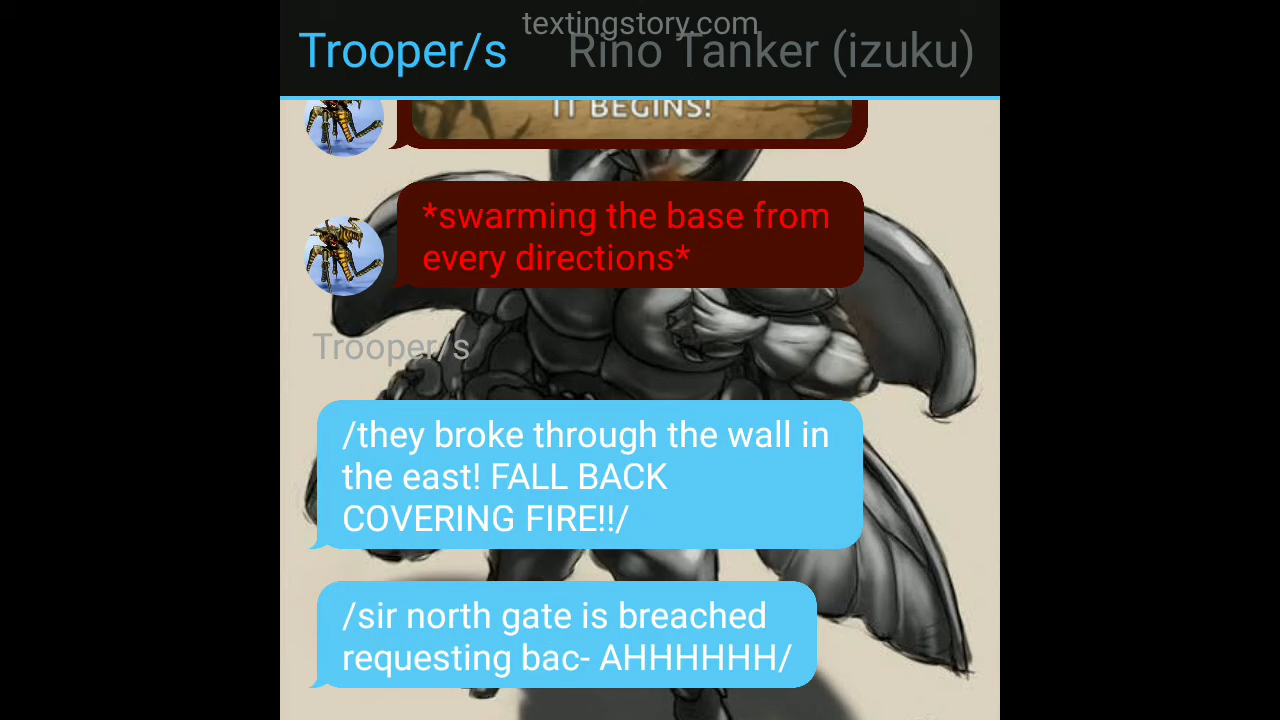 textingstory.com
Trooper/s Rino Tanker (izuku)
IT BEGINS!
*swarming the base from
every directions*
Trooper/s
/they broke through the wall in
the east! FALL BACK
COVERING FIRE!!/
/sir north gate is breached
requesting bac- AHHHHHH/